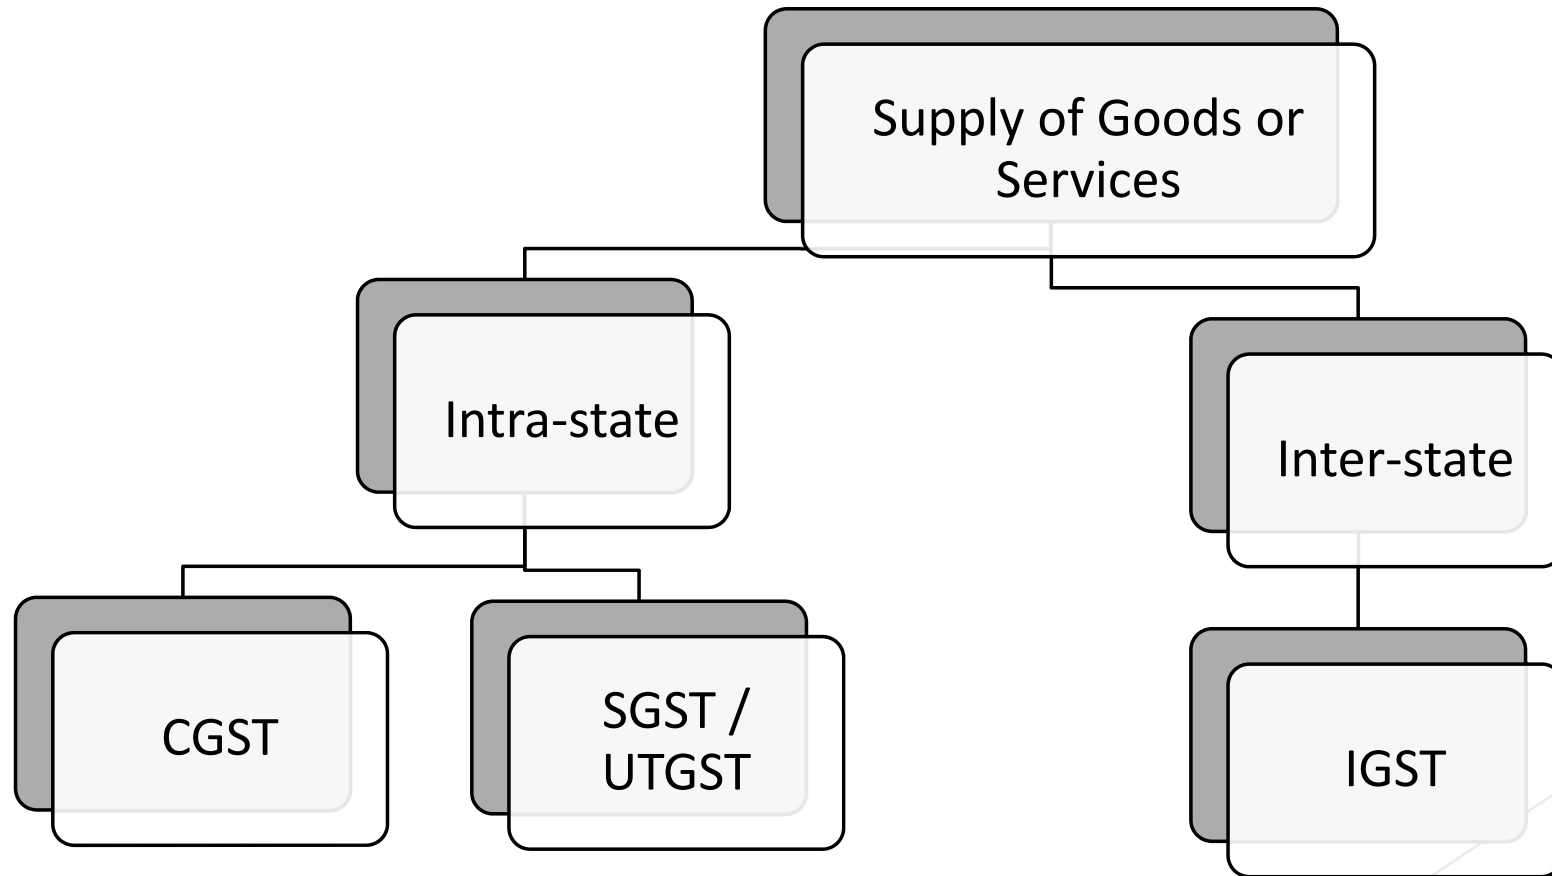 Supply of Goods or
Services
Intra-state
Inter-state
CGST
SGST /
UTGST
IGST